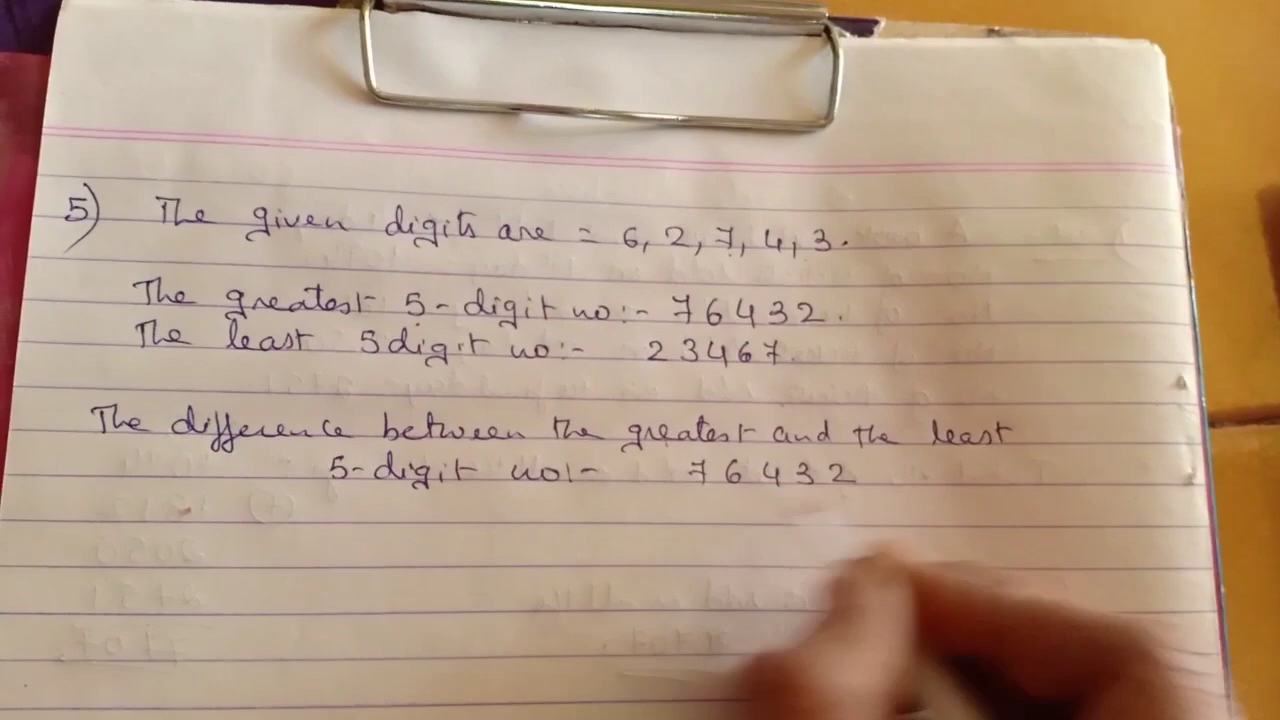 5) The given digits are = 6, 2, 7, 4, 3.
The greatest 5-digit no:- 76432.
The least 5digit no:- 23467.
The difference between the greatest and the least
5-digit no:- 76432